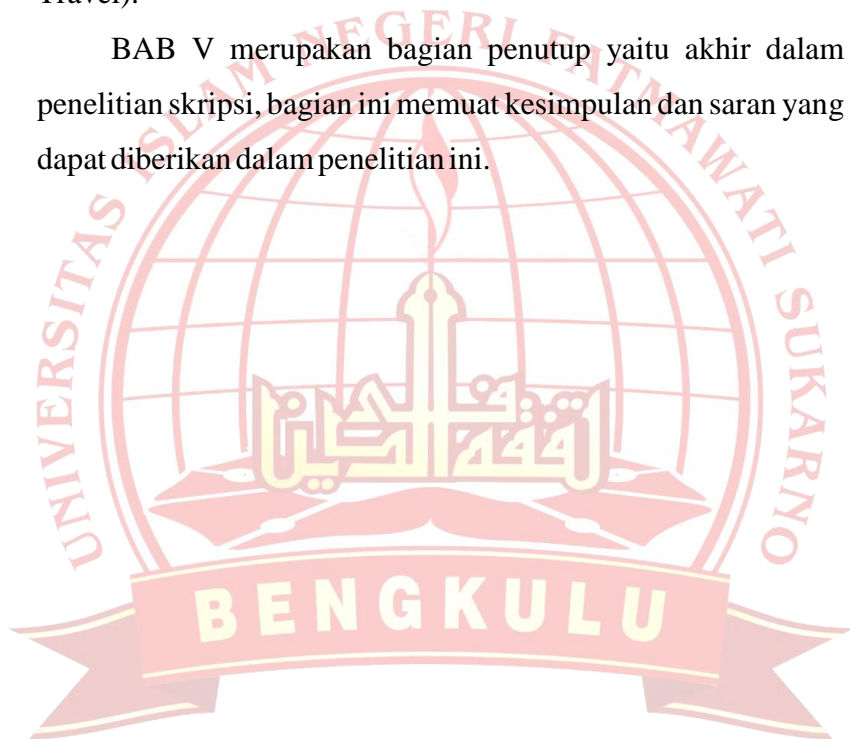 Travel).
BAB V merupakan bagian penutup yaitu akhir dalam
penelitian skripsi, bagian ini memuat kesimpulan dan saran yang
dapat diberikan dalam penelitian ini.
UNIVERSITAS ISLAM NEGERI FATMAWATI SUKARNO
BENGKULU